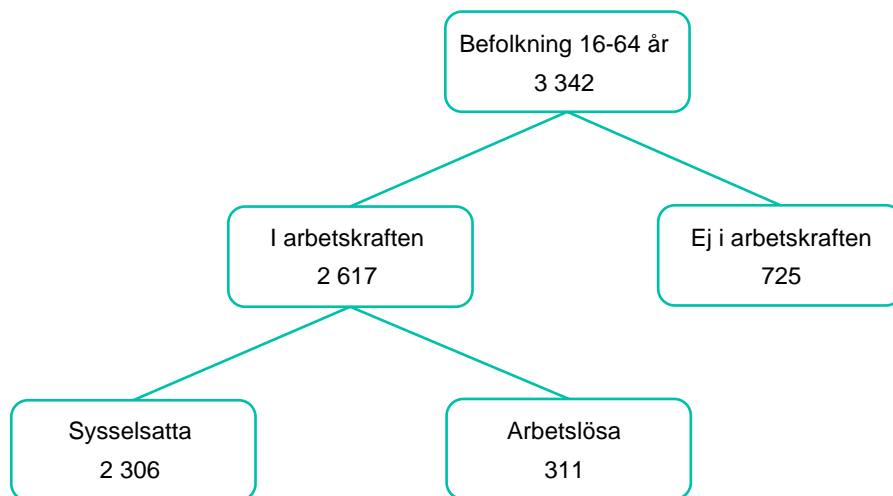 Befolkning 16-64 år
3 342
I arbetskraften
2 617
Ej i arbetskraften
725
Sysselsatta
2 306
Arbetslösa
311